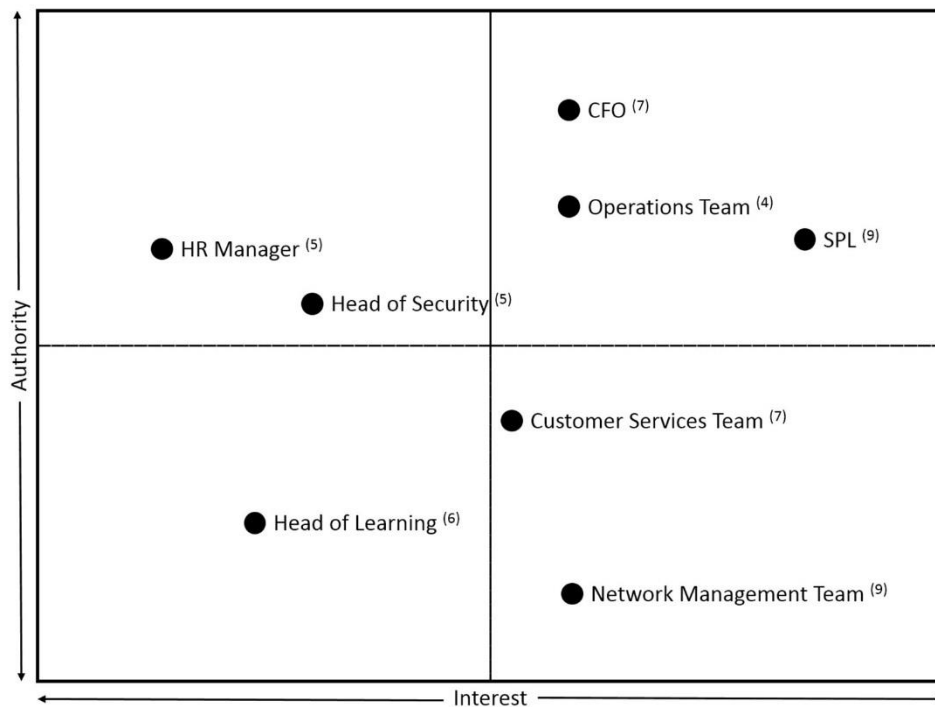 CFO (7)
Operations Team (4)
SPL (9)
HR Manager (5)
Head of Security (5)
Authority
Customer Services Team (7)
Head of Learning (6)
Network Management Team (9)
Interest